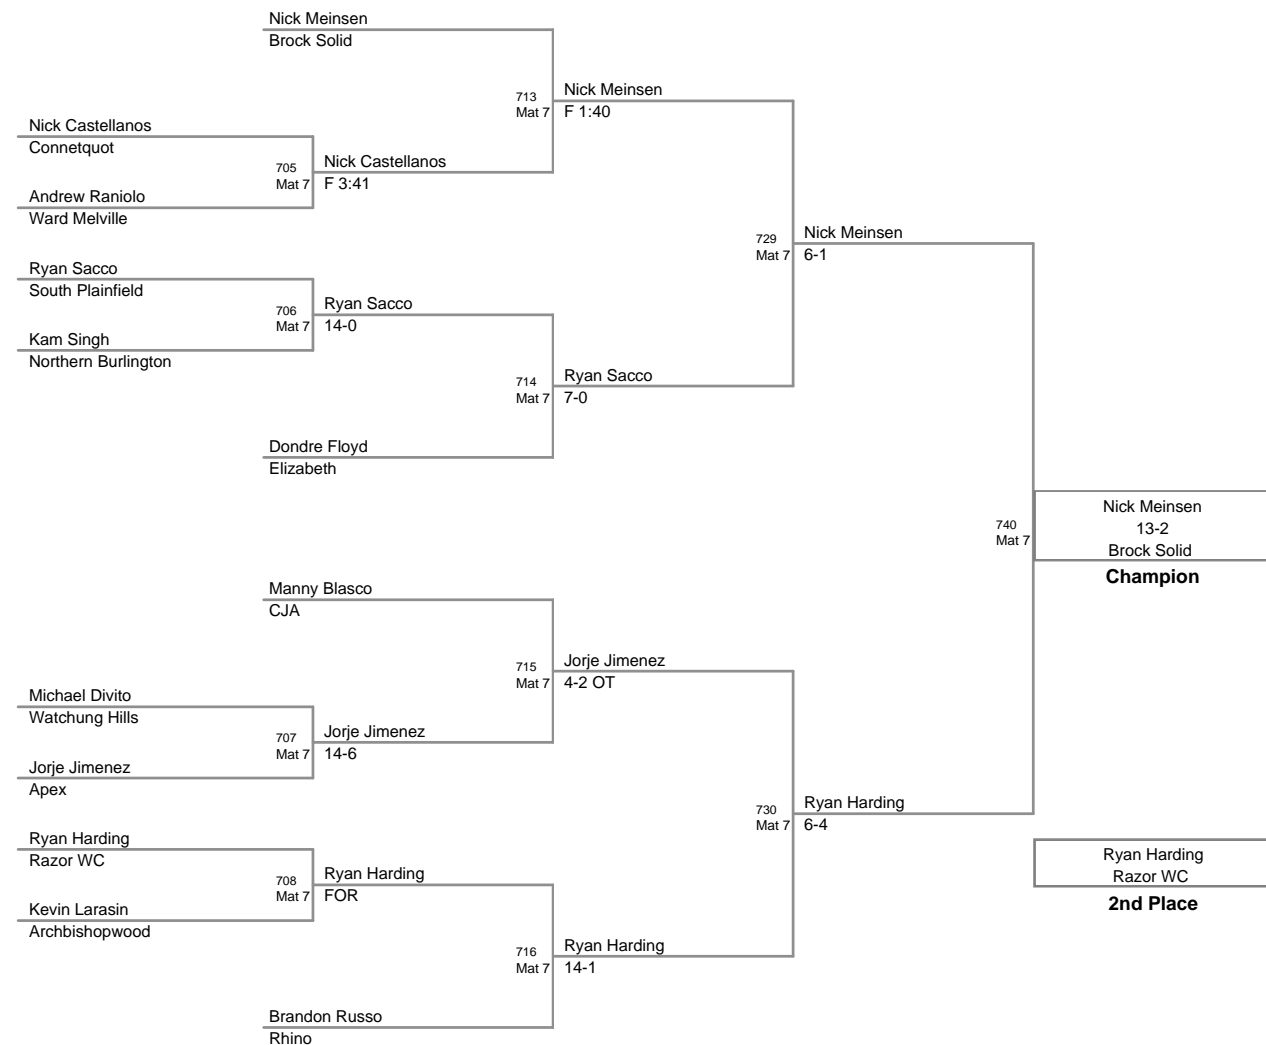 Nick Meinsen
Brock Solid
713
Mat 7
Nick Meinsen
F 1:40
Nick Castellanos
Connetquot
705
Mat 7
Nick Castellanos
F 3:41
Andrew Raniolo
Ward Melville
729
Mat 7
Nick Meinsen
6-1
Ryan Sacco
South Plainfield
706
Mat 7
Ryan Sacco
14-0
Kam Singh
Northern Burlington
714
Mat 7
Ryan Sacco
7-0
Dondre Floyd
Elizabeth
740
Mat 7
Nick Meinsen
13-2
Brock Solid
Champion
Manny Blasco
CJA
715
Mat 7
Jorje Jimenez
4-2 OT
Michael Divito
Watchung Hills
707
Mat 7
Jorje Jimenez
14-6
Jorje Jimenez
Apex
730
Mat 7
Ryan Harding
6-4
Ryan Harding
Razor WC
708
Mat 7
Ryan Harding
FOR
Kevin Larasin
Archbishopwood
Ryan Harding
Razor WC
2nd Place
716
Mat 7
Ryan Harding
14-1
Brandon Russo
Rhino